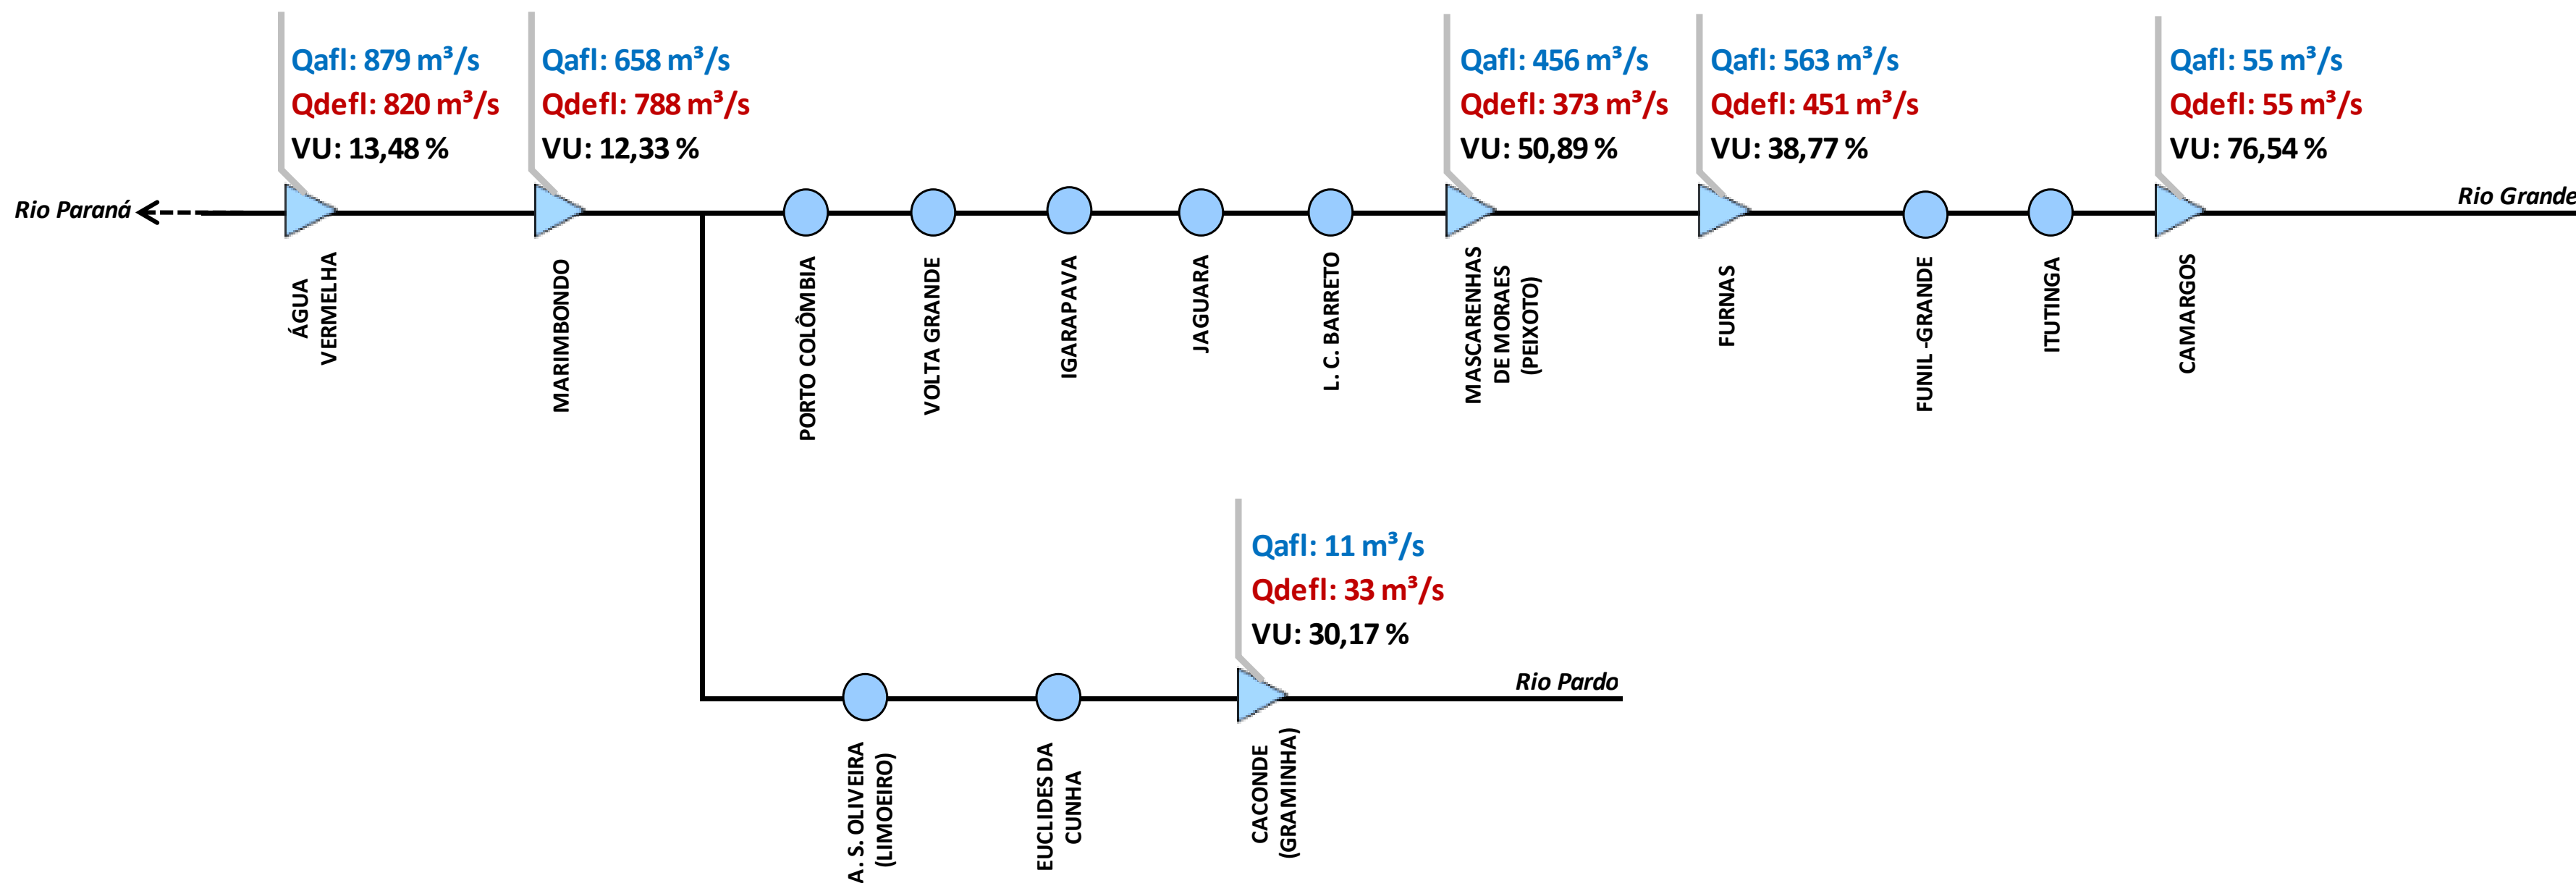 Qafl: 879 m³/s
Qdefl: 820 m³/s
VU: 13,48 %
Qafl: 658 m³/s
Qdefl: 788 m³/s
VU: 12,33 %
Qafl: 456 m³/s
Qdefl: 373 m³/s
VU: 50,89 %
Qafl: 563 m³/s
Qdefl: 451 m³/s
VU: 38,77 %
Qafl: 55 m³/s
Qdefl: 55 m³/s
VU: 76,54 %
Rio Paraná
Rio Grande
ÁGUA
VERMELHA
MARIMBONDO
PORTO COLÔMBIA
VOLTA GRANDE
IGARAPAVA
JAGUARA
L. C. BARRETO
MASCARENHAS
DE MORAES
(PEIXOTO)
FURNAS
FUNIL -GRANDE
ITUTINGA
CAMARGOS
Qafl: 11 m³/s
Qdefl: 33 m³/s
VU: 30,17 %
Rio Pardo
A. S. OLIVEIRA
(LIMOEIRO)
EUCLIDES DA
CUNHA
CACONDE
(GRAMINHA)